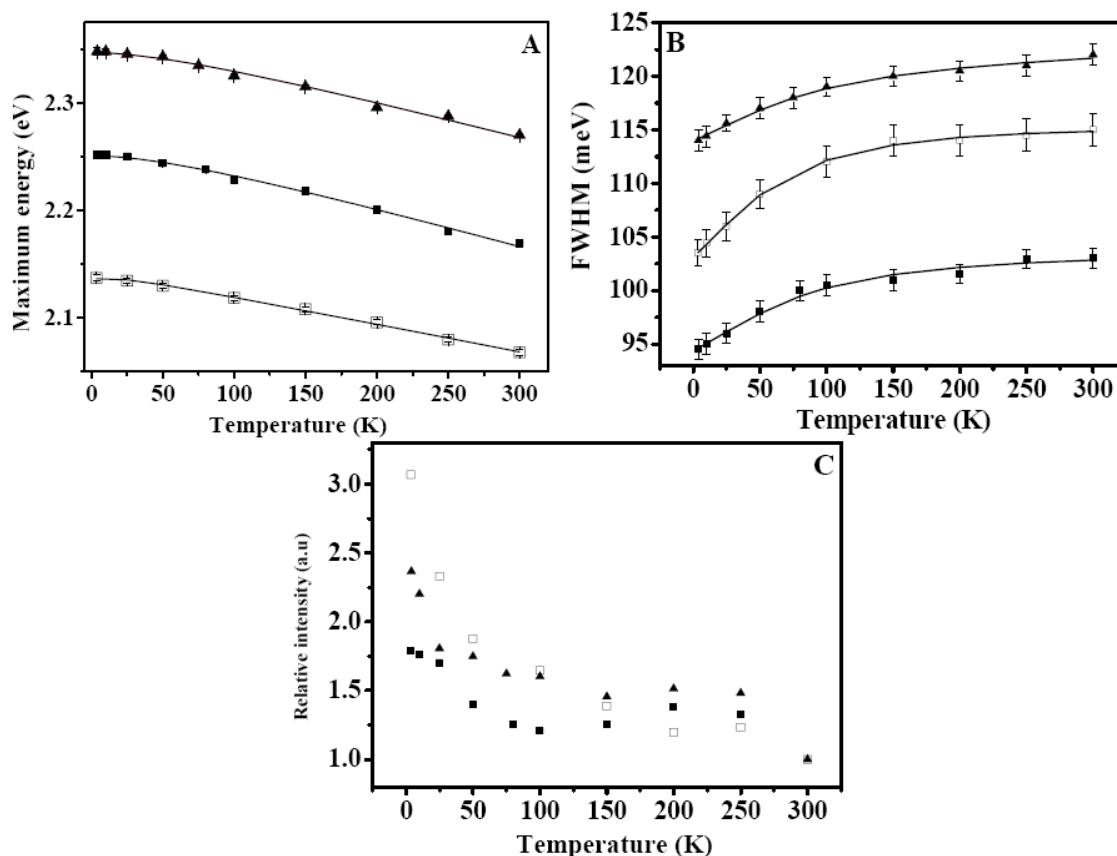 A
Maximum energy (eV)
2.3
2.2
2.1
0 50 100 150 200 250 300
Temperature (K)
B
FWHM (meV)
125
120
115
110
105
100
95
0 50 100 150 200 250 300
Temperature (K)
C
Relative intensity (a.u)
3.0
2.5
2.0
1.5
1.0
0 50 100 150 200 250 300
Temperature (K)